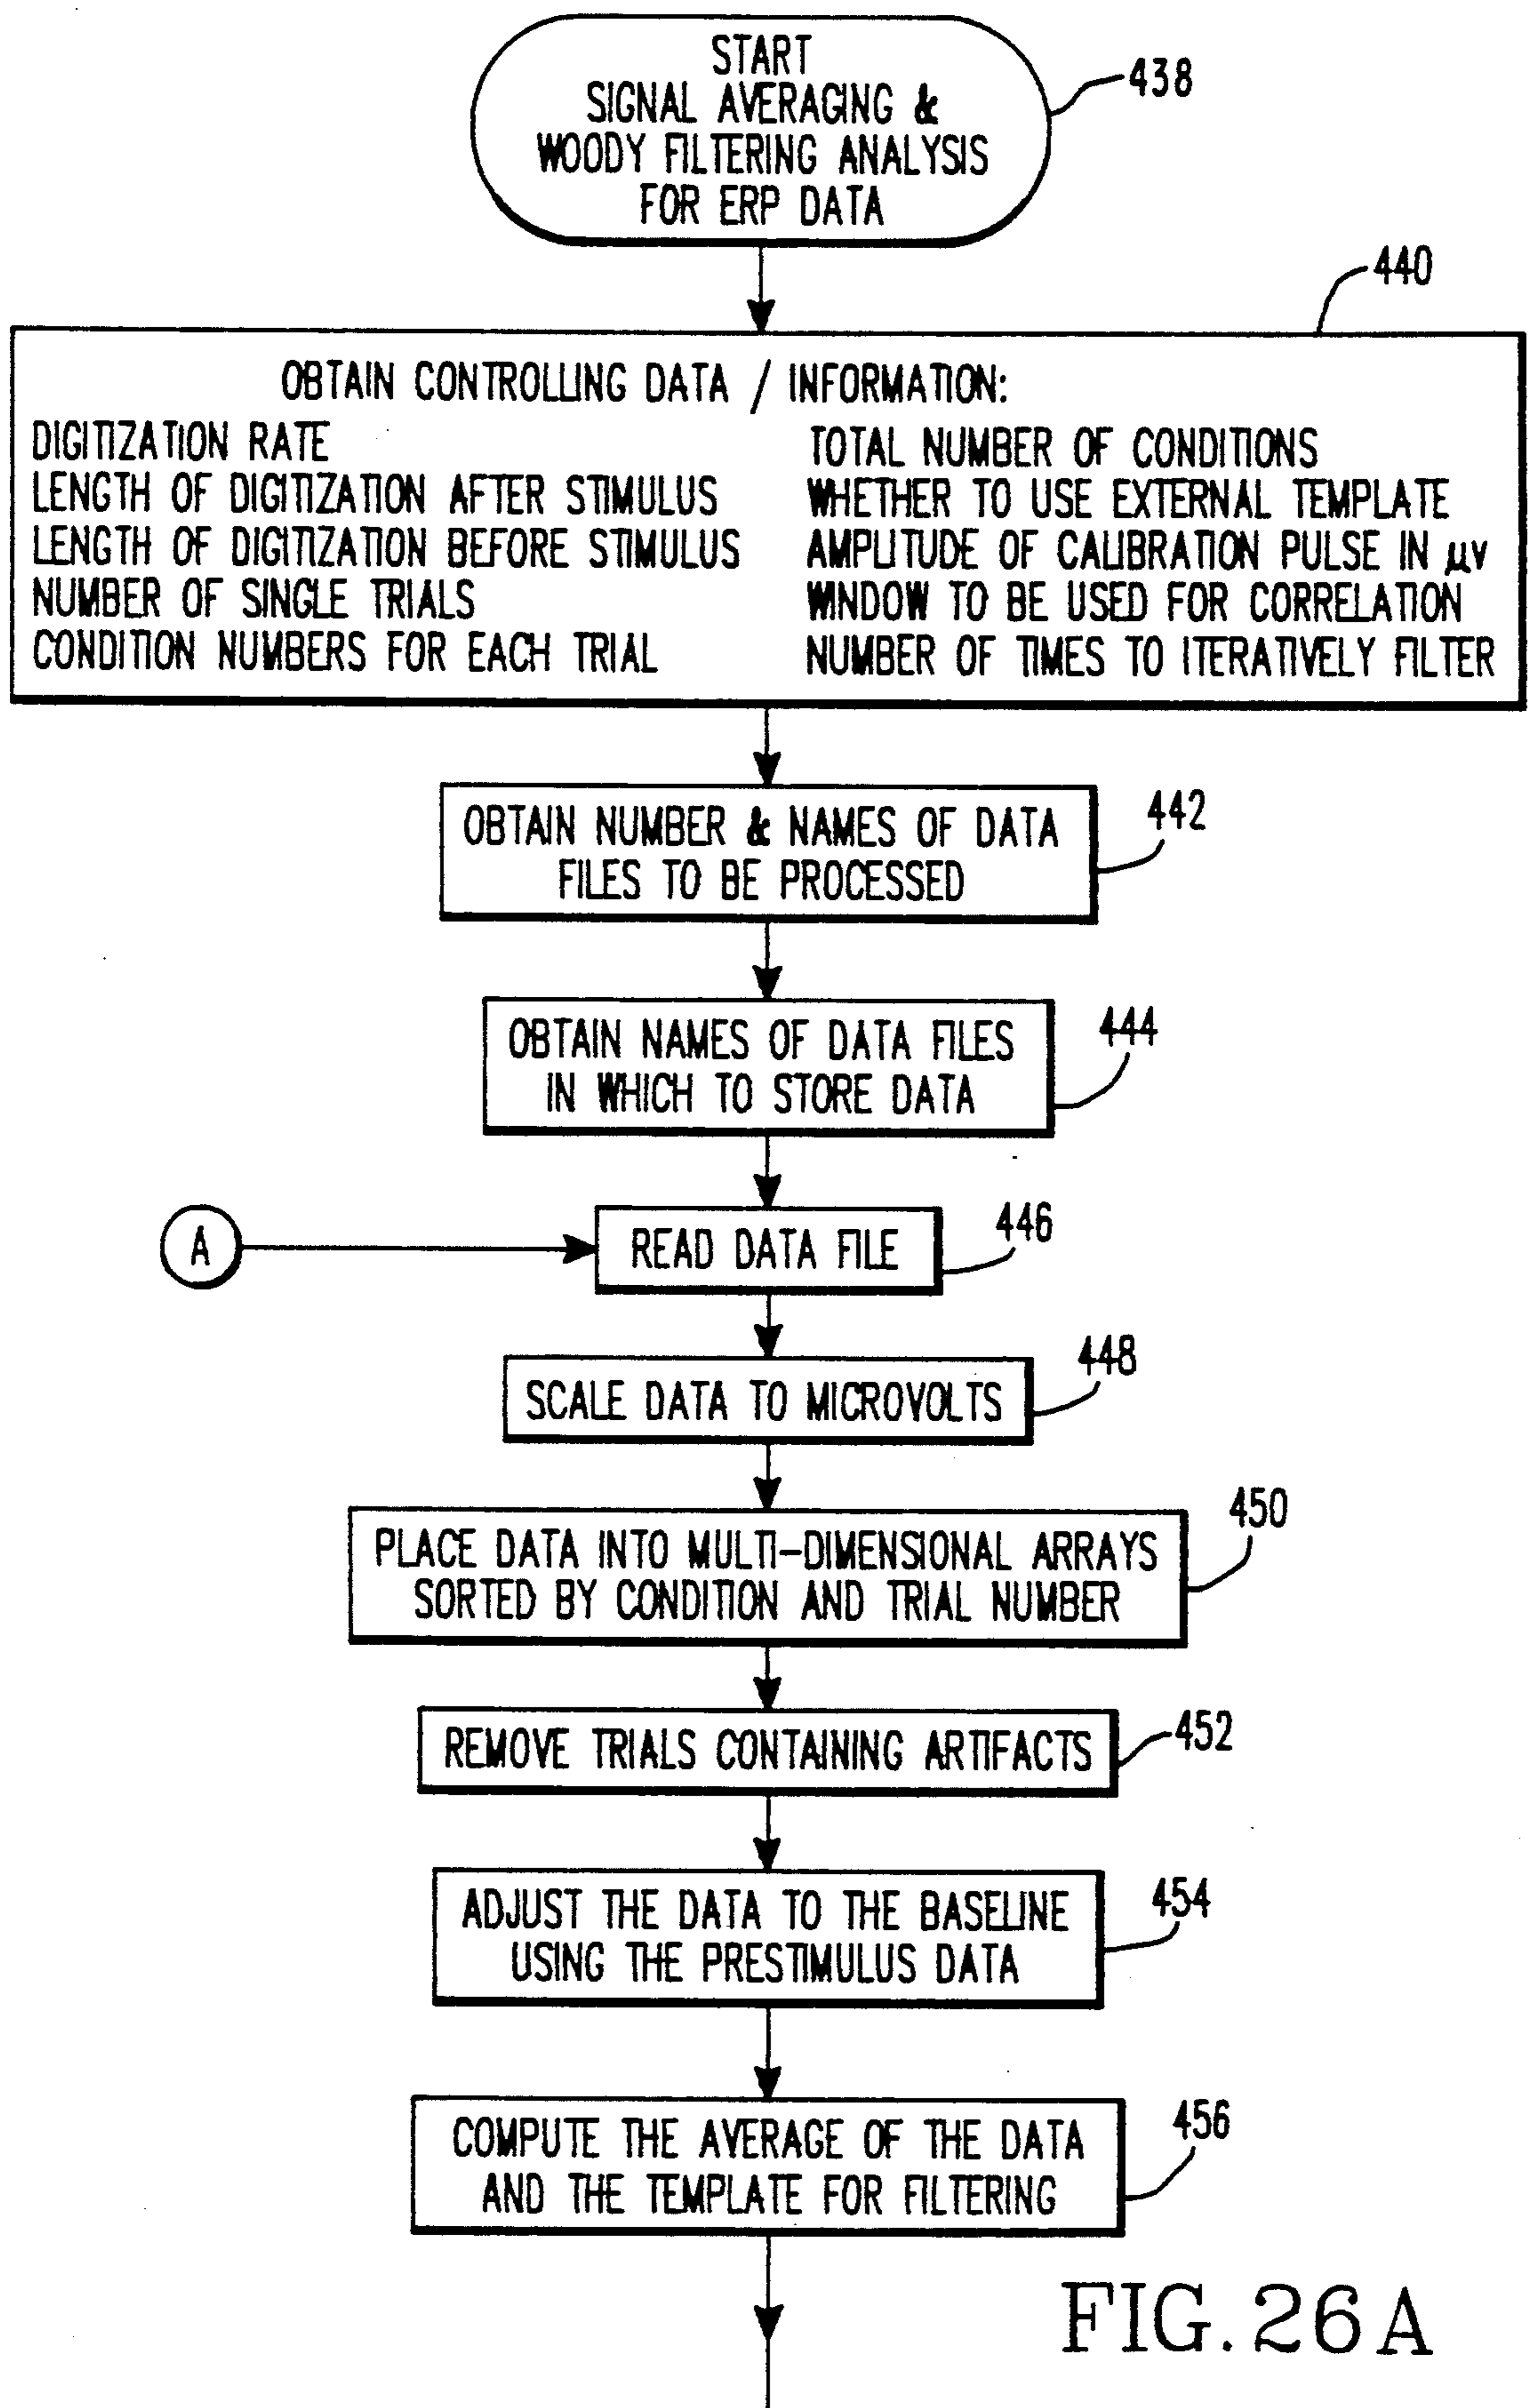 START
SIGNAL AVERAGING &
WOODY FILTERING ANALYSIS
FOR ERP DATA
438
440
OBTAIN CONTROLLING DATA / INFORMATION:
DIGITIZATION RATE
LENGTH OF DIGITIZATION AFTER STIMULUS
LENGTH OF DIGITIZATION BEFORE STIMULUS
NUMBER OF SINGLE TRIALS
CONDITION NUMBERS FOR EACH TRIAL
TOTAL NUMBER OF CONDITIONS
WHETHER TO USE EXTERNAL TEMPLATE
AMPLITUDE OF CALIBRATION PULSE IN μv
WINDOW TO BE USED FOR CORRELATION
NUMBER OF TIMES TO ITERATIVELY FILTER
OBTAIN NUMBER & NAMES OF DATA
FILES TO BE PROCESSED
442
OBTAIN NAMES OF DATA FILES
IN WHICH TO STORE DATA
444
A
READ DATA FILE
446
SCALE DATA TO MICROVOLTS
448
PLACE DATA INTO MULTI-DIMENSIONAL ARRAYS
SORTED BY CONDITION AND TRIAL NUMBER
450
REMOVE TRIALS CONTAINING ARTIFACTS
452
ADJUST THE DATA TO THE BASELINE
USING THE PRESTIMULUS DATA
454
COMPUTE THE AVERAGE OF THE DATA
AND THE TEMPLATE FOR FILTERING
456
FIG. 26A